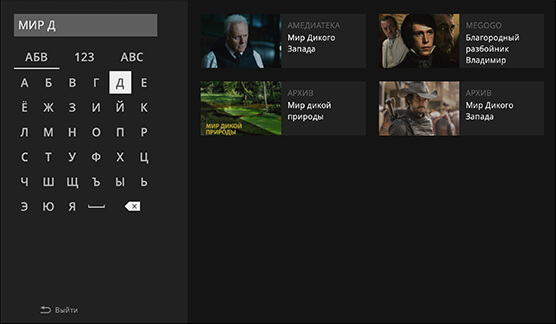 МИР Д
АБВ 123 ABC
А Б В Г Д Е
Ё Ж З И Й К
Л М Н О П Р
С Т У Ф Х Ц
Ч Ш Щ Ъ Ы Ь
Э Ю Я
Выйти
АМЕДИАТЕКА
Мир Дикого
Запада
MEGOGO
Благородный
разбойник
Владимир
АРХИВ
Мир дикой
природы
МИР ДИКОЙ
ПРИРОДЫ
АРХИВ
Мир Дикого
Запада